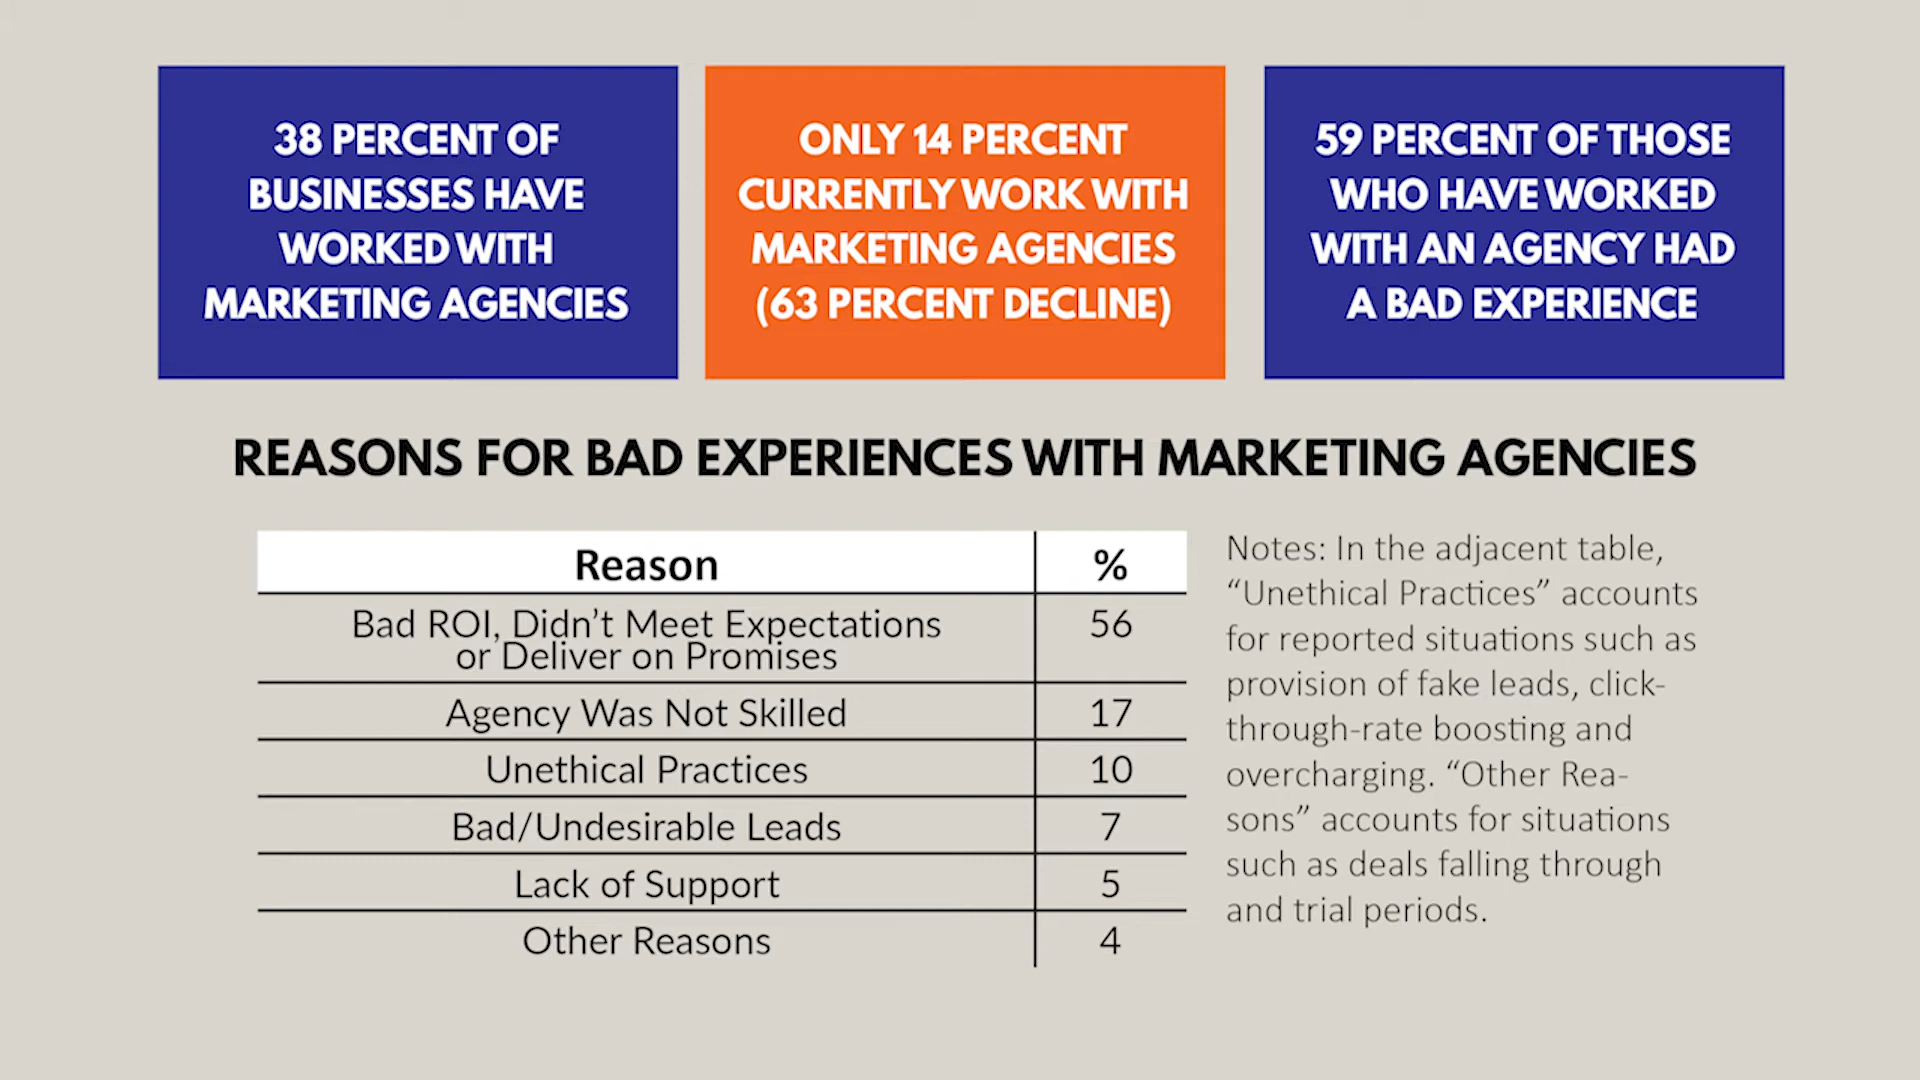 38 PERCENT OF
BUSINESSES HAVE
WORKED WITH
MARKETING AGENCIES
ONLY 14 PERCENT
CURRENTLY WORK WITH
MARKETING AGENCIES
(63 PERCENT DECLINE)
59 PERCENT OF THOSE
WHO HAVE WORKED
WITH AN AGENCY HAD
A BAD EXPERIENCE
REASONS FOR BAD EXPERIENCES WITH MARKETING AGENCIES
Reason %
Bad ROI, Didn’t Meet Expectations 56
or Deliver on Promises
Agency Was Not Skilled 17
Unethical Practices 10
Bad/Undesirable Leads 7
Lack of Support 5
Other Reasons 4
Notes: In the adjacent table,
“Unethical Practices” accounts
for reported situations such as
provision of fake leads, click-
through-rate boosting and
overcharging. “Other Rea-
sons” accounts for situations
such as deals falling through
and trial periods.